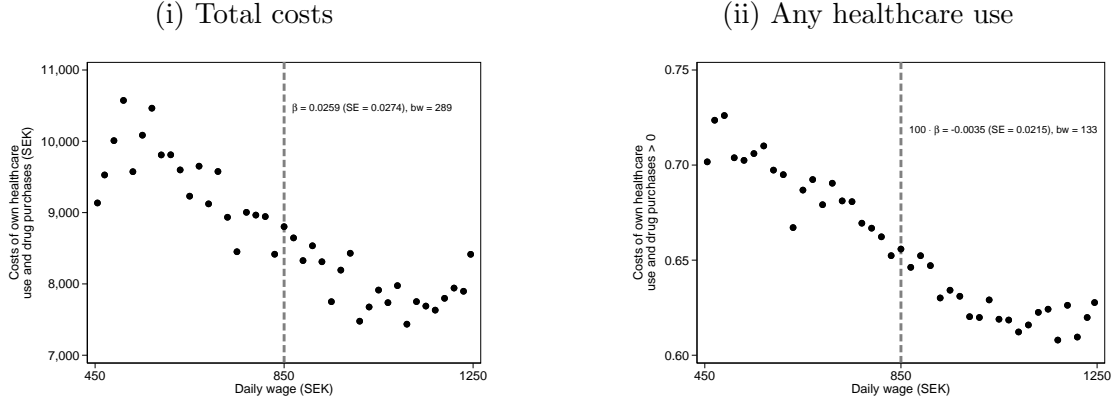 (i) Total costs
11,000
10,000
9,000
8,000
7,000
450
850
1250
Costs of own healthcare
use and drug purchases (SEK)
Daily wage (SEK)
β = 0.0259 (SE = 0.0274), bw = 289
(ii) Any healthcare use
0.75
0.70
0.65
0.60
450
850
1250
Costs of own healthcare
use and drug purchases > 0
Daily wage (SEK)
100 · β = -0.0035 (SE = 0.0215), bw = 133